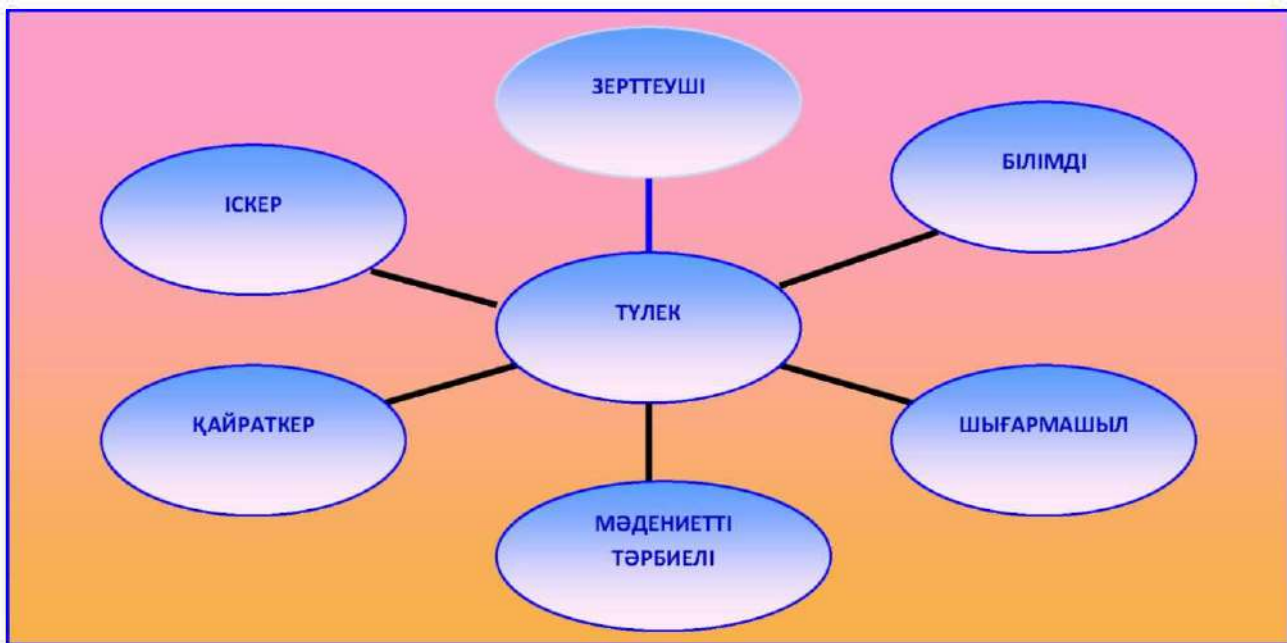 ЗЕРТТЕУШІ
БІЛІМДІ
ІСКЕР
ТҮЛЕК
ҚАЙРАТКЕР
ШЫҒАРМАШЫЛ
МӘДЕНИЕТТІ
ТӘРБИЕЛІ